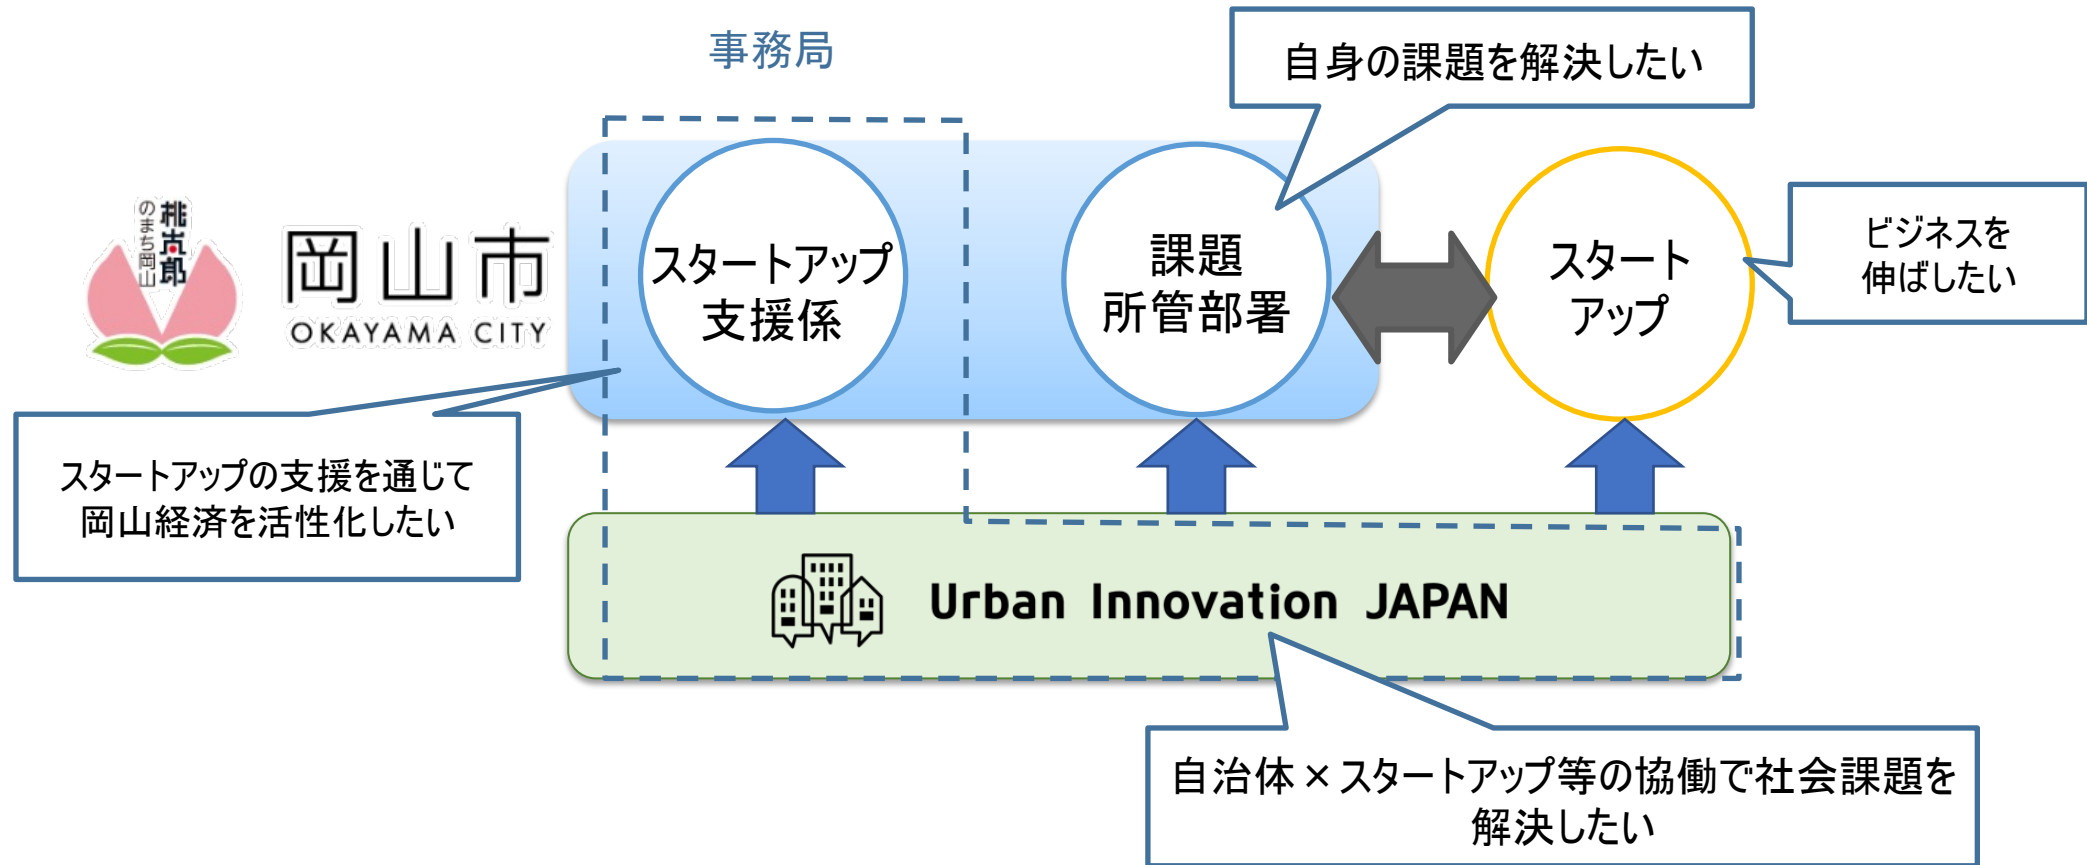 事務局
自身の課題を解決したい
桃太郎
のまち岡山
岡山市
OKAYAMA CITY
スタートアップ
支援係
課題
所管部署
スタート
アップ
ビジネスを
伸ばしたい
スタートアップの支援を通じて
岡山経済を活性化したい
Urban Innovation JAPAN
自治体×スタートアップ等の協働で社会課題を
解決したい